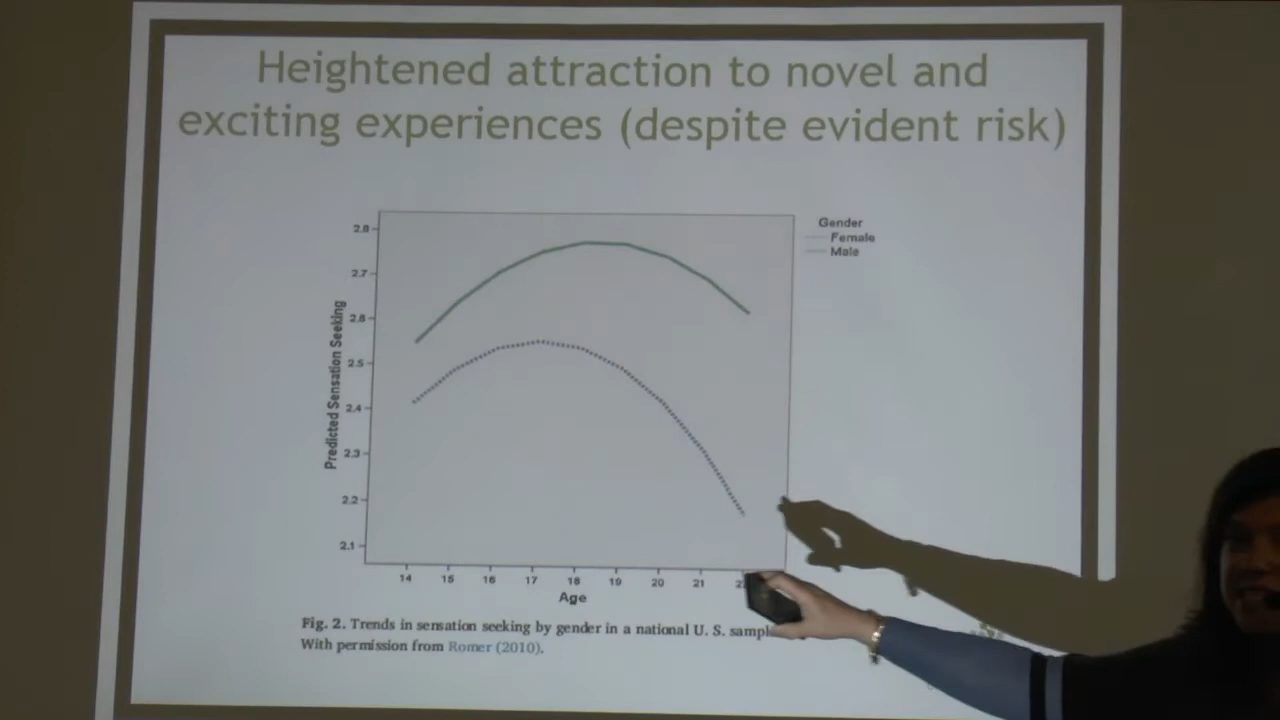 Heightened attraction to novel and
exciting experiences (despite evident risk)
Gender
Female
Male
Predicted Sensation Seeking
2.8
2.7
2.6
2.5
2.4
2.3
2.2
2.1
14 15 16 17 18 19 20 21
Age
Fig. 2. Trends in sensation seeking by gender in a national U. S. sampl
With permission from Romer (2010).